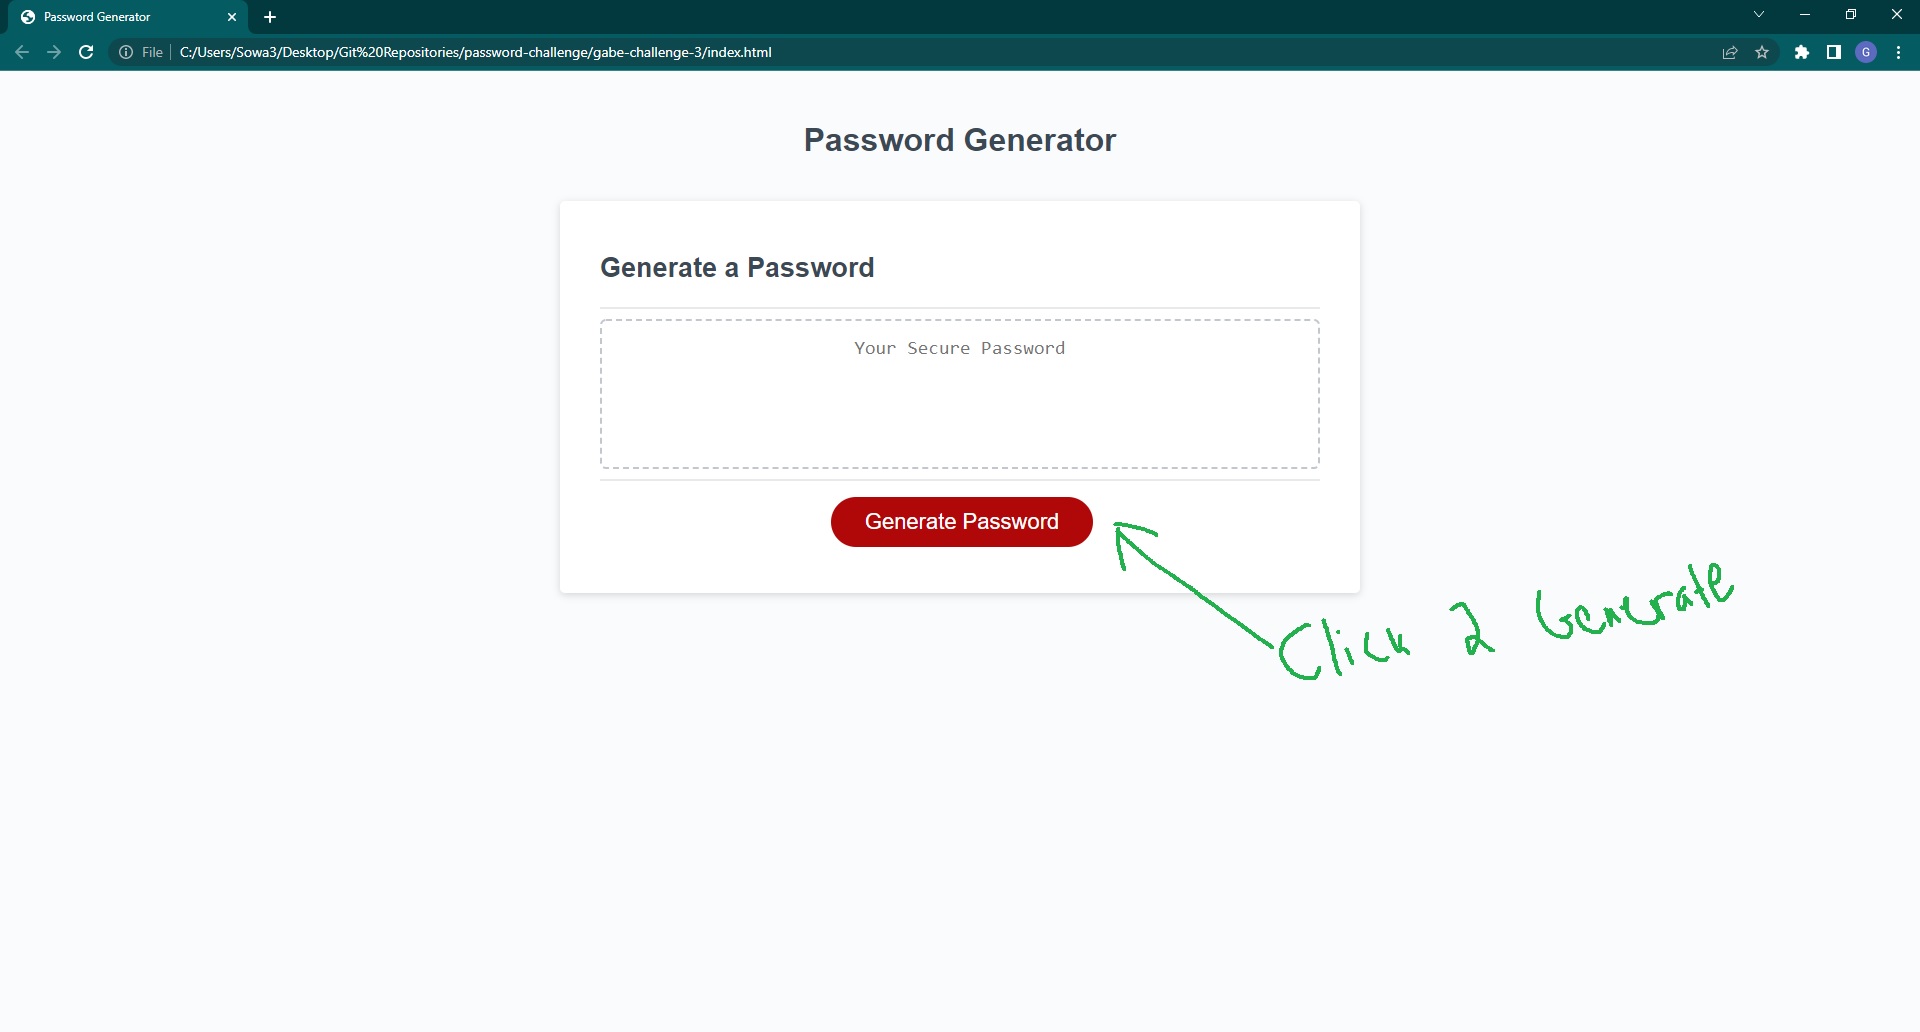 Password Generator
File C:/Users/Sowa3/Desktop/Git%20Repositories/password-challenge/gabe-challenge-3/index.html
G
Password Generator
Generate a Password
Your Secure Password
Generate Password
Click 2 Generate